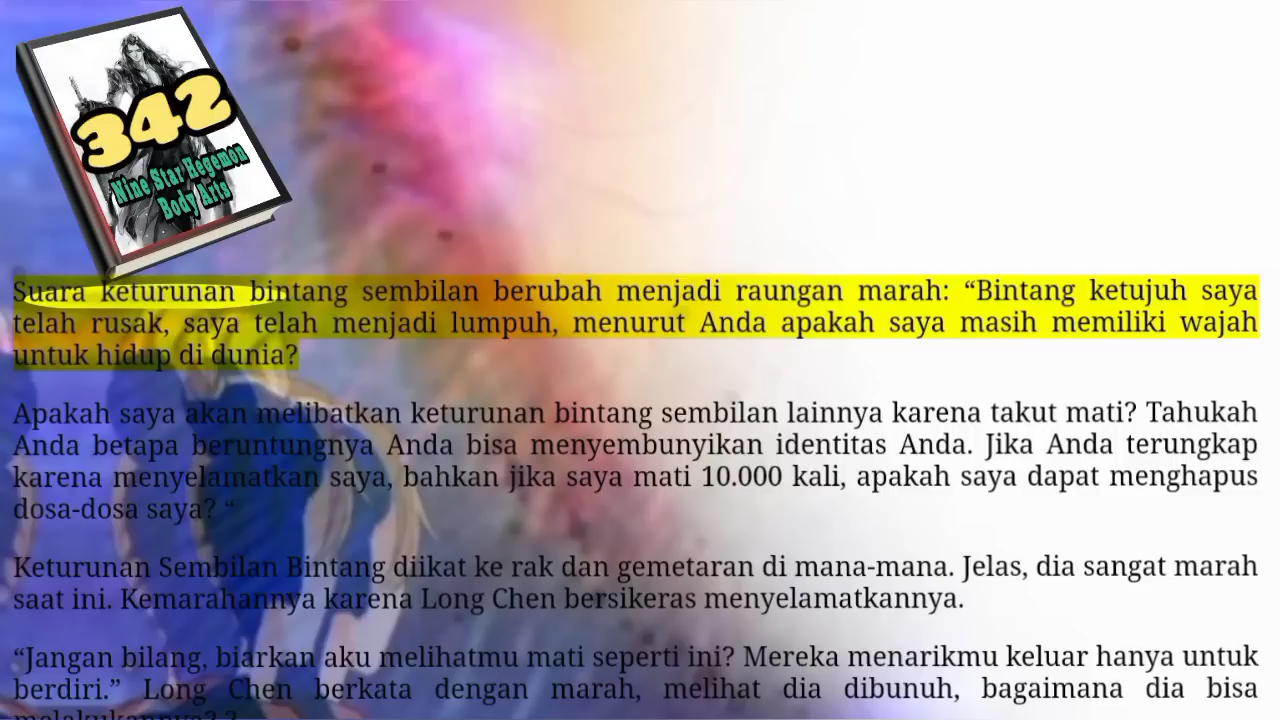 342
Nine Star Hegemon
Body Arts
Suara keturunan bintang sembilan berubah menjadi raungan marah: “Bintang ketujuh saya
telah rusak, saya telah menjadi lumpuh, menurut Anda apakah saya masih memiliki wajah
untuk hidup di dunia?
Apakah saya akan melibatkan keturunan bintang sembilan lainnya karena takut mati? Tahukah
Anda betapa beruntungnya Anda bisa menyembunyikan identitas Anda. Jika Anda terungkap
karena menyelamatkan saya, bahkan jika saya mati 10.000 kali, apakah saya dapat menghapus
dosa-dosa saya? “
Keturunan Sembilan Bintang diikat ke rak dan gemetaran di mana-mana. Jelas, dia sangat marah
saat ini. Kemarahannya karena Long Chen bersikeras menyelamatkannya.
“Jangan bilang, biarkan aku melihatmu mati seperti ini? Mereka menarikmu keluar hanya untuk
berdiri.” Long Chen berkata dengan marah, melihat dia dibunuh, bagaimana dia bisa
melakukannya? ?